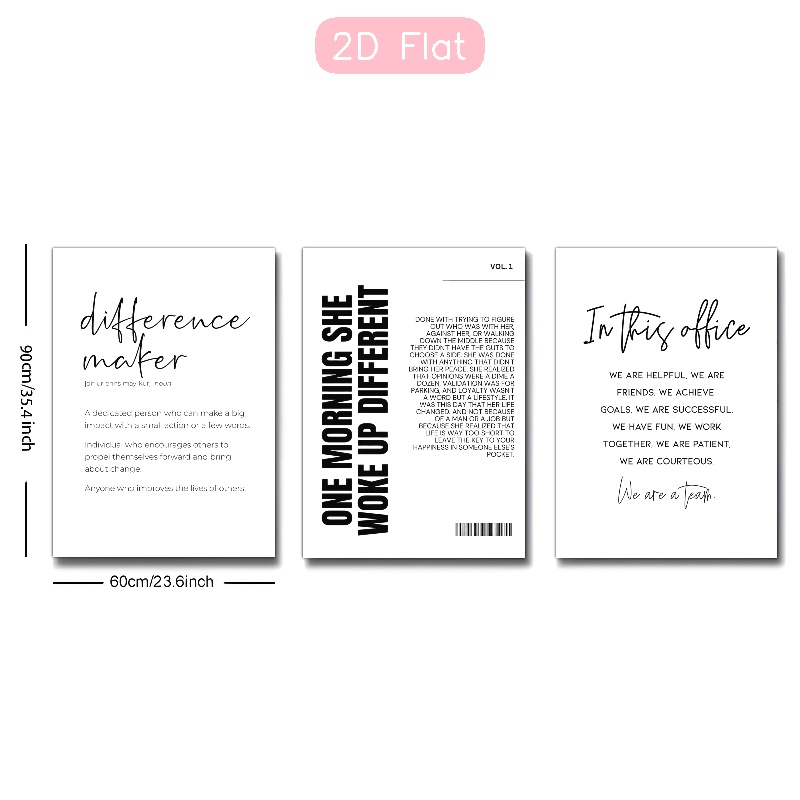 2D Flat
90cm/35.4 inch
60cm/23.6inch
difference
maker
noun
A dedicated person who can make a big
impact with a small action or a few words.
Individual who encourages others to
propel themselves forward and bring
about change.
Anyone who improves the lives of others.
ONE MORNING SHE
WOKE UP DIFFERENT
VOL. 1
DONE WITH TRYING TO FIGURE
OUT WHO WAS WITH HER,
AGAINST HER, OR WALKING
DOWN THE MIDDLE BECAUSE
THEY DIDN'T HAVE THE GUTS TO
CHOOSE A SIDE. SHE WAS DONE
WITH ANYTHING THAT DIDN'T
BRING HER PEACE. SHE REALIZED
THAT OPINIONS WERE A DIME A
DOZEN, VALIDATION WAS FOR
PARKING, AND LOYALTY WASN'T
A WORD BUT A LIFESTYLE. IT
WAS THIS DAY THAT HER LIFE
CHANGED. AND NOT BECAUSE
OF A MAN OR A JOB BUT
BECAUSE SHE REALIZED THAT
LIFE IS WAY TOO SHORT TO
LEAVE THE KEY TO YOUR
HAPPINESS IN SOMEONE ELSE'S
POCKET.
In this office
WE ARE HELPFUL, WE ARE
FRIENDS, WE ACHIEVE
GOALS, WE ARE SUCCESSFUL,
WE HAVE FUN, WE WORK
TOGETHER, WE ARE PATIENT,
WE ARE COURTEOUS.
We are a team.